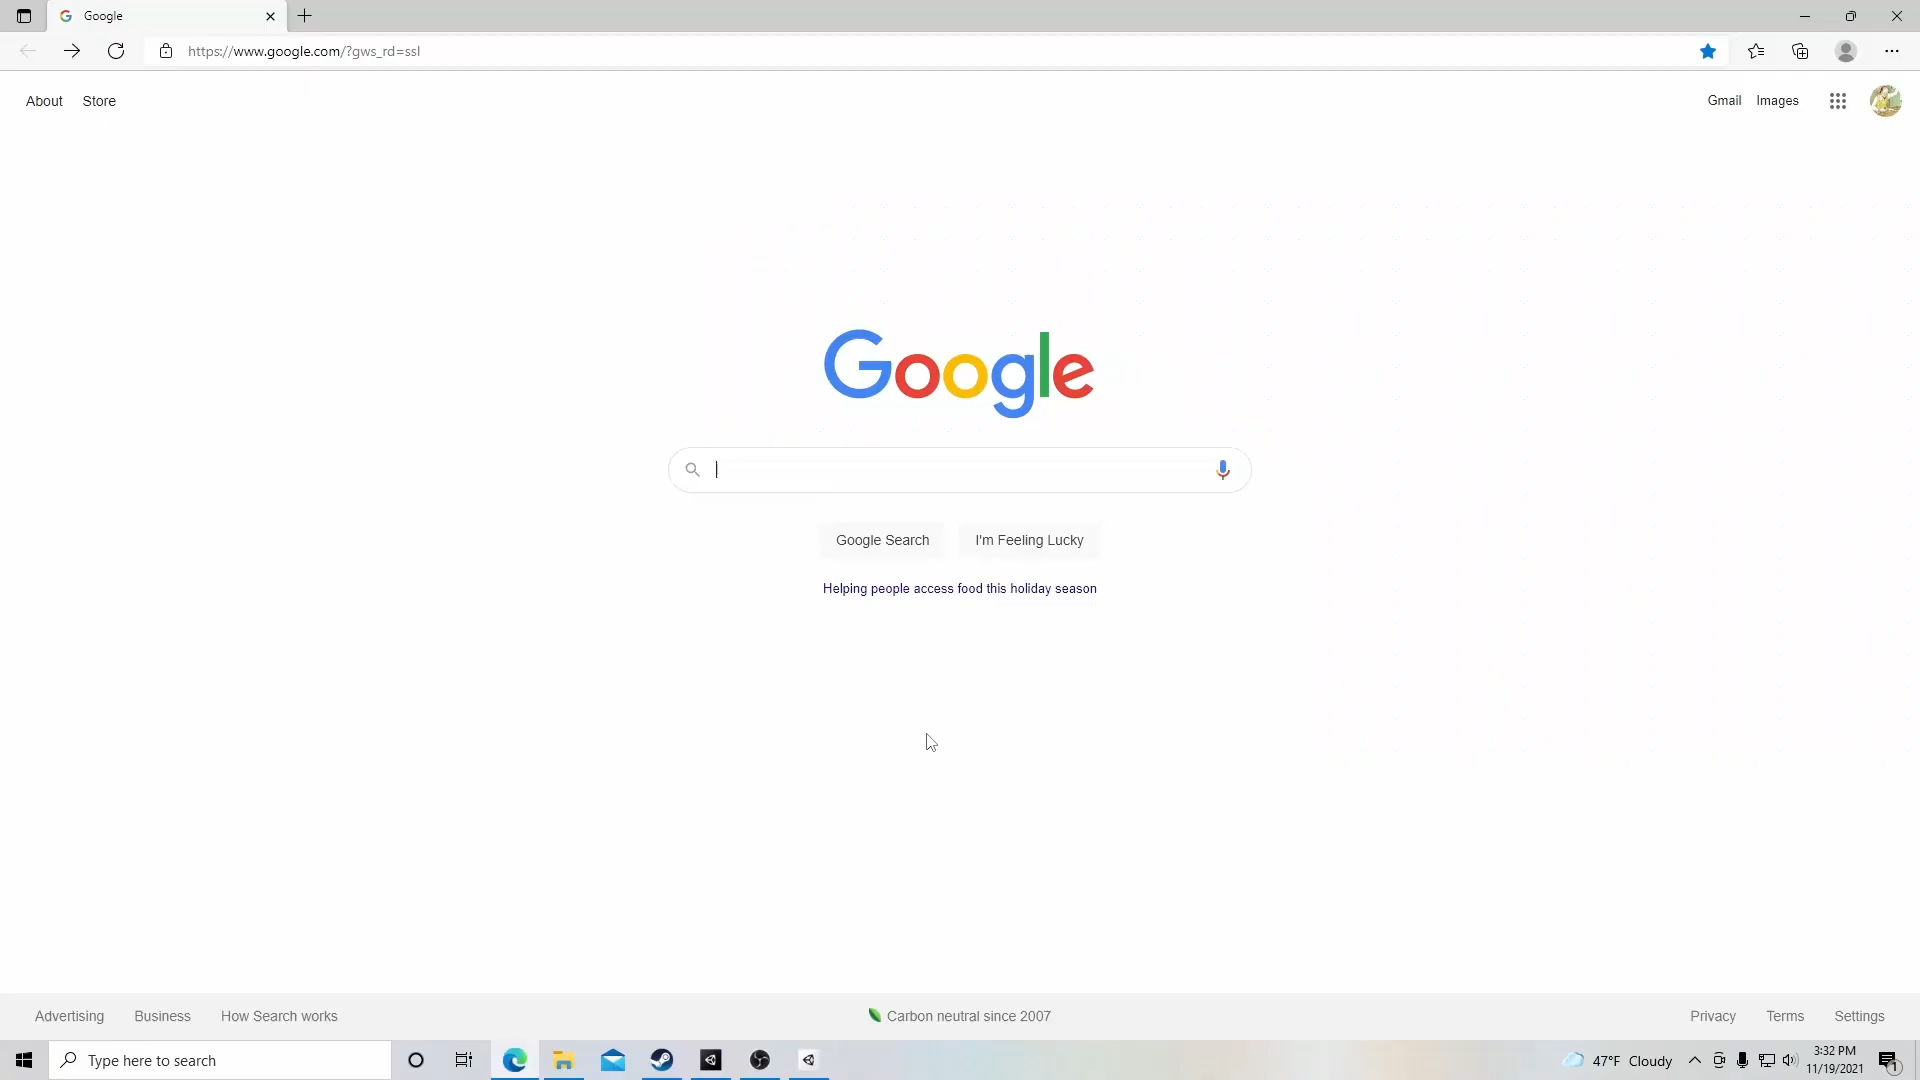 Google
https://www.google.com/?gws_rd=ssl
About Store
Gmail Images
Google
Google Search I'm Feeling Lucky
Helping people access food this holiday season
Advertising Business How Search works
Carbon neutral since 2007
Privacy Terms Settings
Type here to search
47°F Cloudy
3:32 PM
11/19/2021
1